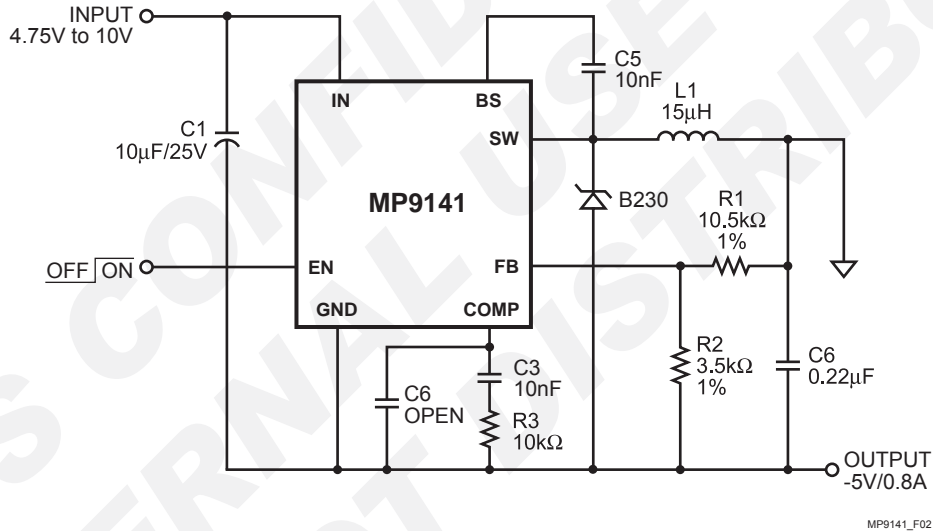 INPUT
4.75V to 10V
C1
10µF/25V
IN
BS
C5
10nF
SW
L1
15µH
MP9141
B230
R1
10.5kΩ
1%
OFF ON
EN
FB
GND
COMP
C6
OPEN
C3
10nF
R3
10kΩ
R2
3.5kΩ
1%
C6
0.22µF
OUTPUT
-5V/0.8A
MP9141_F02